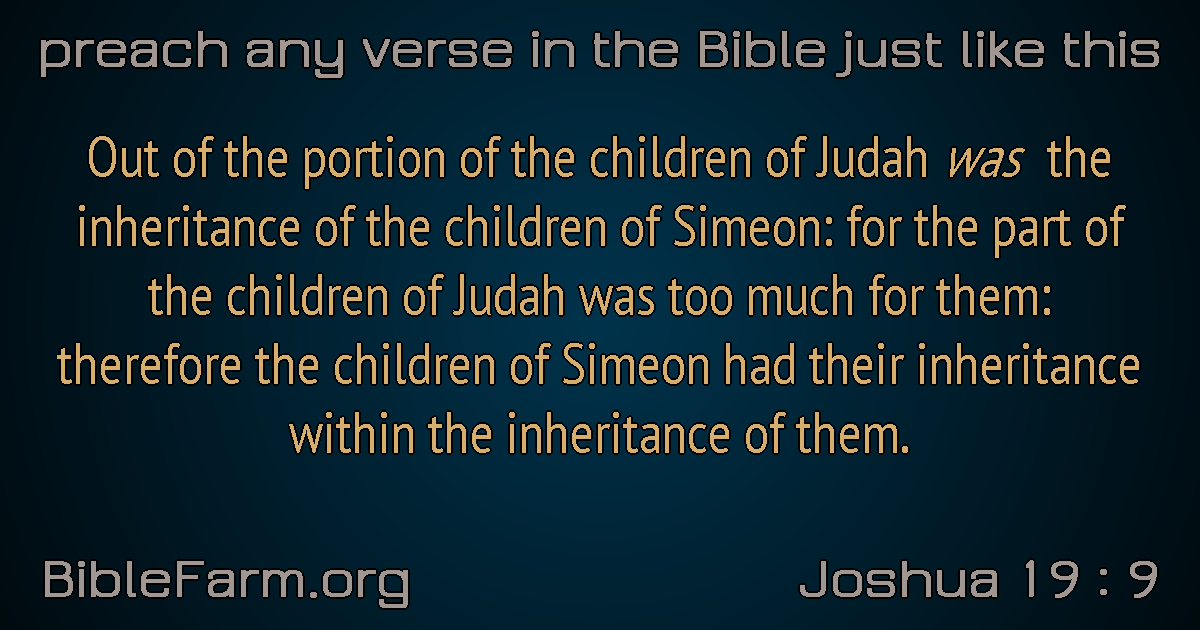 preach any verse in the Bible just like this
Out of the portion of the children of Judah was the
inheritance of the children of Simeon: for the part of
the children of Judah was too much for them:
therefore the children of Simeon had their inheritance
within the inheritance of them.
BibleFarm.org
Joshua 19 : 9